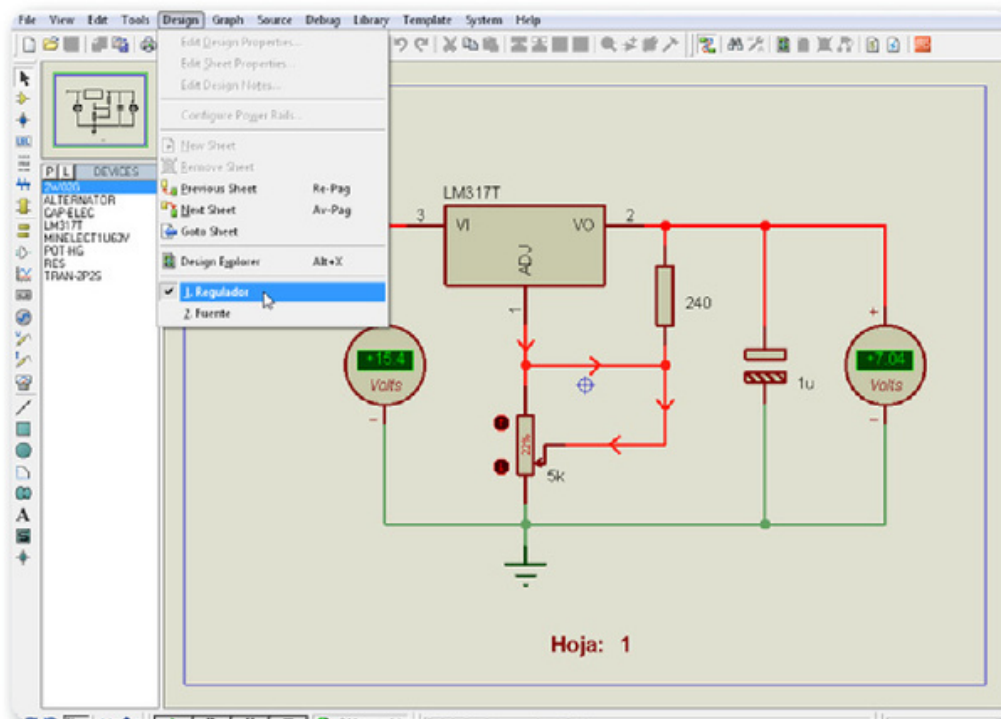 File View Edit Tools Design Graph Source Debug Library Template System Help
Edit Design Properties...
Edit Sheet Properties...
Edit Design Notes...
Configure Power Rails...
New Sheet
Remove Sheet
Previous Sheet Re-Pag
Next Sheet Av-Pag
Goto Sheet
Design Explorer Alt+X
1. Regulador
2. Fuente
P L DEVICES
2W02G
ALTERNATOR
CAP-ELEC
LM317T
MINELECT1U63V
POT-HG
RES
TRAN-2P2S
A
LM317T
3 VI VO 2
ADJ
1
240
+15.4
Volts
-
22%
5k
1u
+
+7.04
Volts
-
Hoja: 1